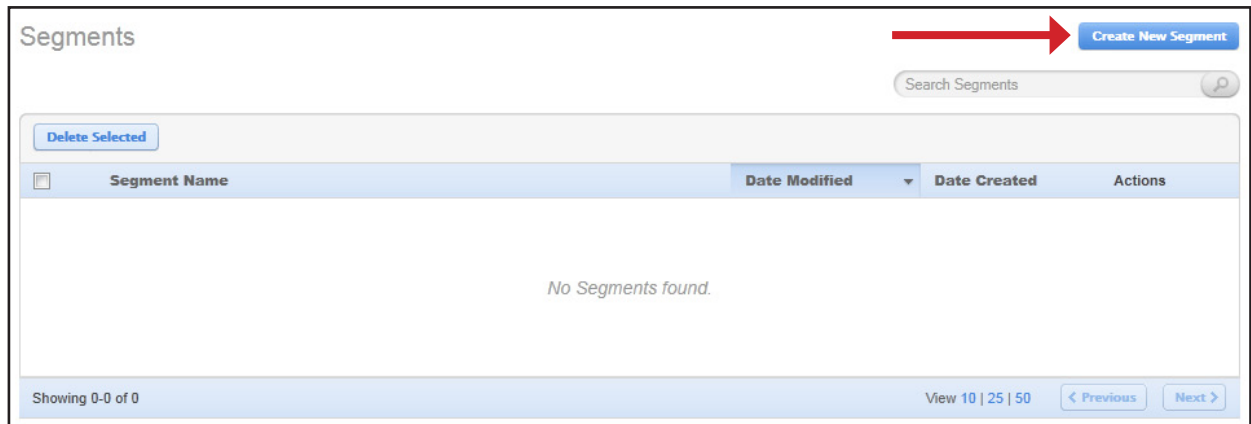 Segments
Create New Segment
Search Segments
Delete Selected
Segment Name Date Modified Date Created Actions
No Segments found.
Showing 0-0 of 0 View 10 | 25 | 50 < Previous Next >